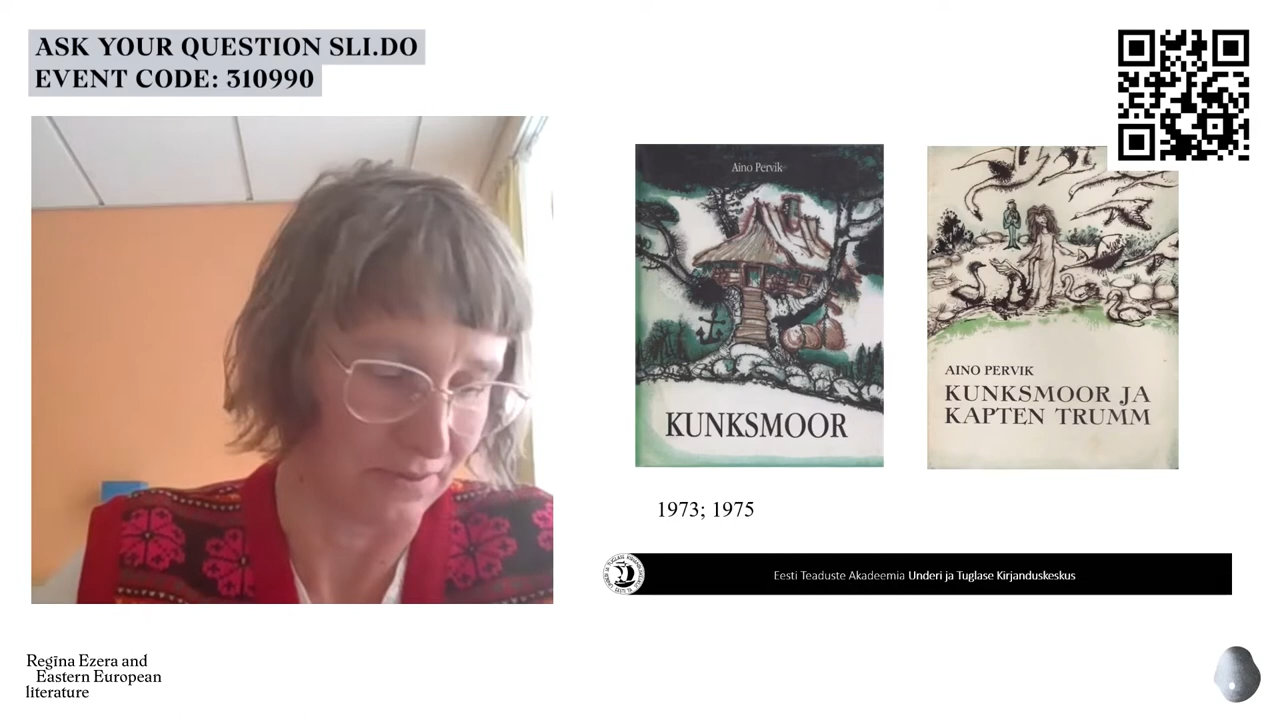 ASK YOUR QUESTION SLI.DO
EVENT CODE: 310990
Aino Pervik
KUNKSMOOR
AINO PERVIK
KUNKSMOOR JA
KAPTEN TRUMM
1973; 1975
Eesti Teaduste Akadeemia Underi ja Tuglase Kirjanduskeskus
Regīna Ezera and
Eastern European
literature